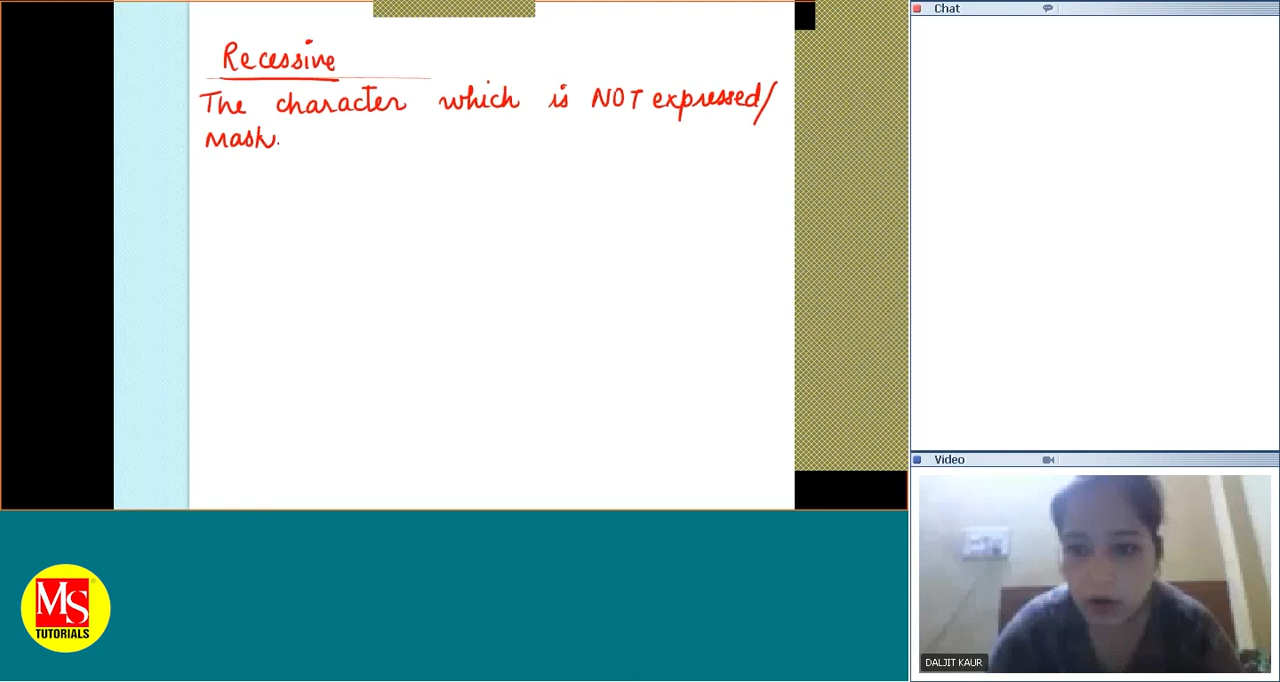 Chat
Recessive
The character which is NOT expressed/
mask.
Video
MS
TUTORIALS
DALJIT KAUR